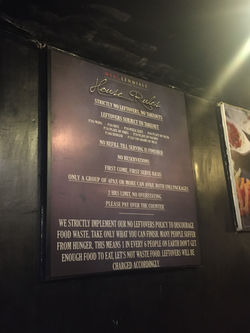 House Rules
STRICTLY NO LEFTOVERS, NO TAKEOUTS
LEFTOVERS SUBJECT TO PAYOUT.
NO REFILL TILL SERVING IS FINISHED
NO RESERVATIONS
FIRST COME, FIRST SERVE BASIS
ONLY A GROUP OF 4PAX OR MORE CAN AVAIL BOTH UNLI PACKAGES
2 HRS LIMIT, NO OVEREATING
PLEASE PAY OVER THE COUNTER
WE STRICTLY IMPLEMENT OUR NO LEFTOVERS POLICY TO DISCOURAGE
FOOD WASTE, TAKE ONLY WHAT YOU CAN FINISH. MANY PEOPLE SUFFER
FROM HUNGER, THIS MEANS 1 IN EVERY 6 PEOPLE ON EARTH DON'T GET
ENOUGH FOOD TO EAT, LET'S NOT WASTE FOOD. LEFTOVERS WILL BE
CHARGED ACCORDINGLY.